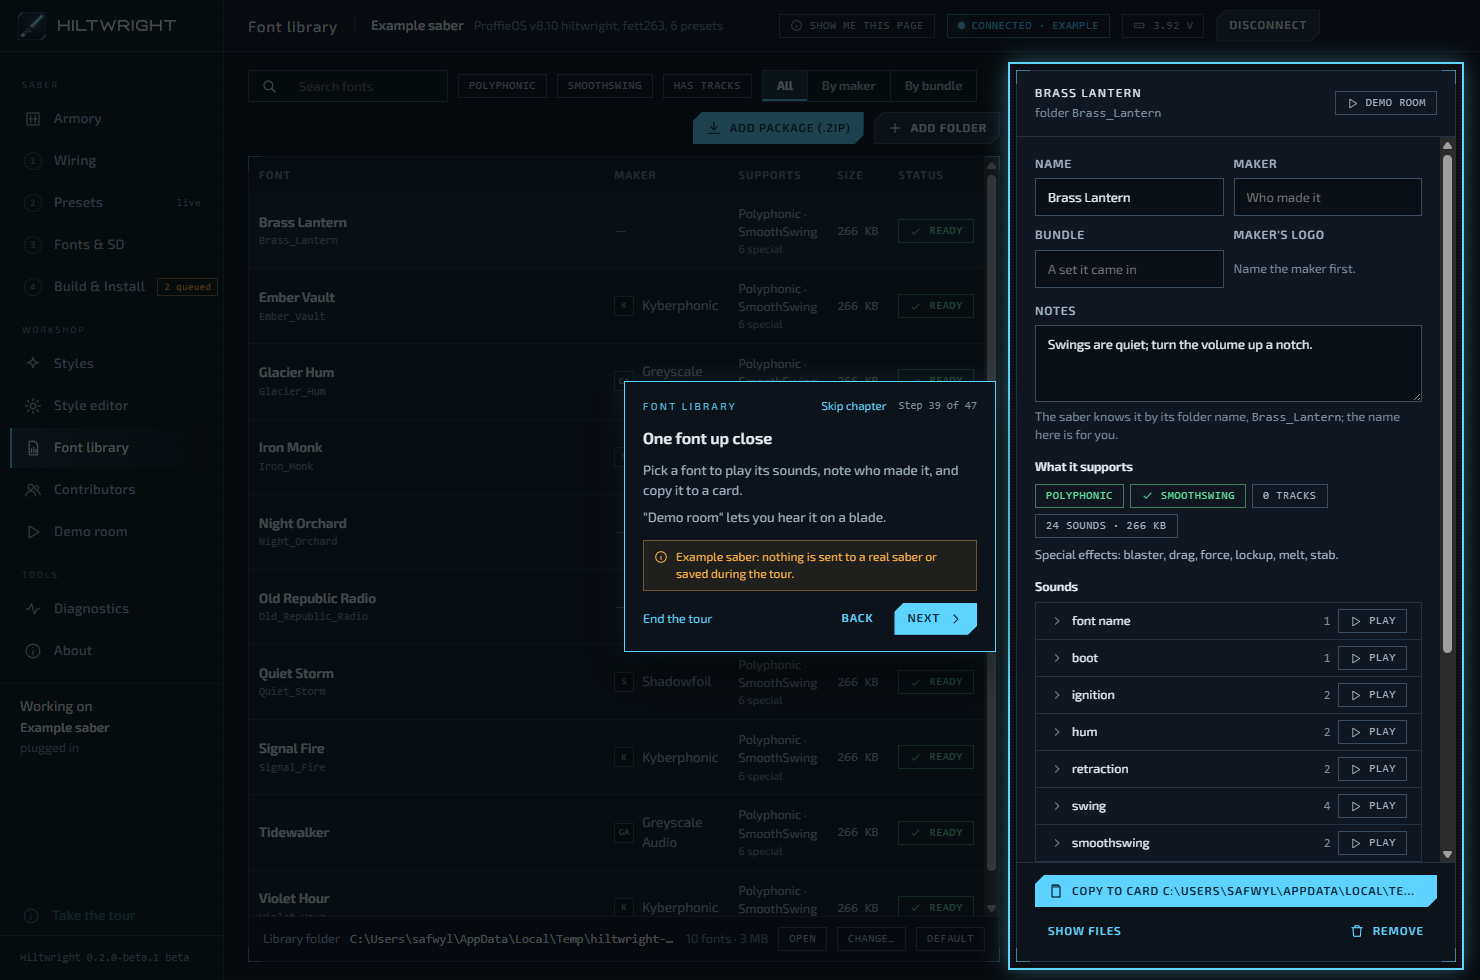 HILTWRIGHT
Font library
Example saber ProffieOS v8.10 hiltwright, fett263, 6 presets
SHOW ME THIS PAGE
CONNECTED · EXAMPLE
3.92 V
DISCONNECT
SABER
Armory
1 Wiring
2 Presets live
3 Fonts & SD
4 Build & Install 2 queued
WORKSHOP
Styles
Style editor
Font library
Contributors
Demo room
TOOLS
Diagnostics
About
Working on
Example saber
plugged in
Take the tour
Hiltwright 0.2.0-beta.1 beta
Search fonts
POLYPHONIC
SMOOTHSWING
HAS TRACKS
All
By maker
By bundle
ADD PACKAGE (.ZIP)
ADD FOLDER
FONT MAKER SUPPORTS SIZE STATUS
Brass Lantern
Brass_Lantern
—
Polyphonic ·
SmoothSwing
6 special
266 KB
READY
Ember Vault
Ember_Vault
K Kyberphonic
Polyphonic ·
SmoothSwing
6 special
266 KB
READY
Glacier Hum
Glacier_Hum
Greyscale
Iron Monk
Iron_Monk
Night Orchard
Night_Orchard
Old Republic Radio
Old_Republic_Radio
Quiet Storm
Quiet_Storm
S Shadowfoil
Polyphonic ·
SmoothSwing
6 special
266 KB
READY
Signal Fire
Signal_Fire
K Kyberphonic
Polyphonic ·
SmoothSwing
6 special
266 KB
READY
Tidewalker
GA Greyscale
Audio
Polyphonic ·
SmoothSwing
6 special
266 KB
READY
Violet Hour
K Kyberphonic
Polyphonic ·
SmoothSwing
266 KB
READY
Library folder C:\Users\safwyl\AppData\Local\Temp\hiltwright-… 10 fonts · 3 MB
OPEN
CHANGE…
DEFAULT
FONT LIBRARY
Skip chapter
Step 39 of 47
One font up close
Pick a font to play its sounds, note who made it, and
copy it to a card.
"Demo room" lets you hear it on a blade.
Example saber: nothing is sent to a real saber or
saved during the tour.
End the tour
BACK
NEXT
BRASS LANTERN
folder Brass_Lantern
DEMO ROOM
NAME
Brass Lantern
MAKER
Who made it
BUNDLE
A set it came in
MAKER'S LOGO
Name the maker first.
NOTES
Swings are quiet; turn the volume up a notch.
The saber knows it by its folder name, Brass_Lantern; the name
here is for you.
What it supports
POLYPHONIC
SMOOTHSWING
0 TRACKS
24 SOUNDS · 266 KB
Special effects: blaster, drag, force, lockup, melt, stab.
Sounds
font name 1 PLAY
boot 1 PLAY
ignition 2 PLAY
hum 2 PLAY
retraction 2 PLAY
swing 4 PLAY
smoothswing 2 PLAY
COPY TO CARD C:\USERS\SAFWYL\APPDATA\LOCAL\TE…
SHOW FILES
REMOVE